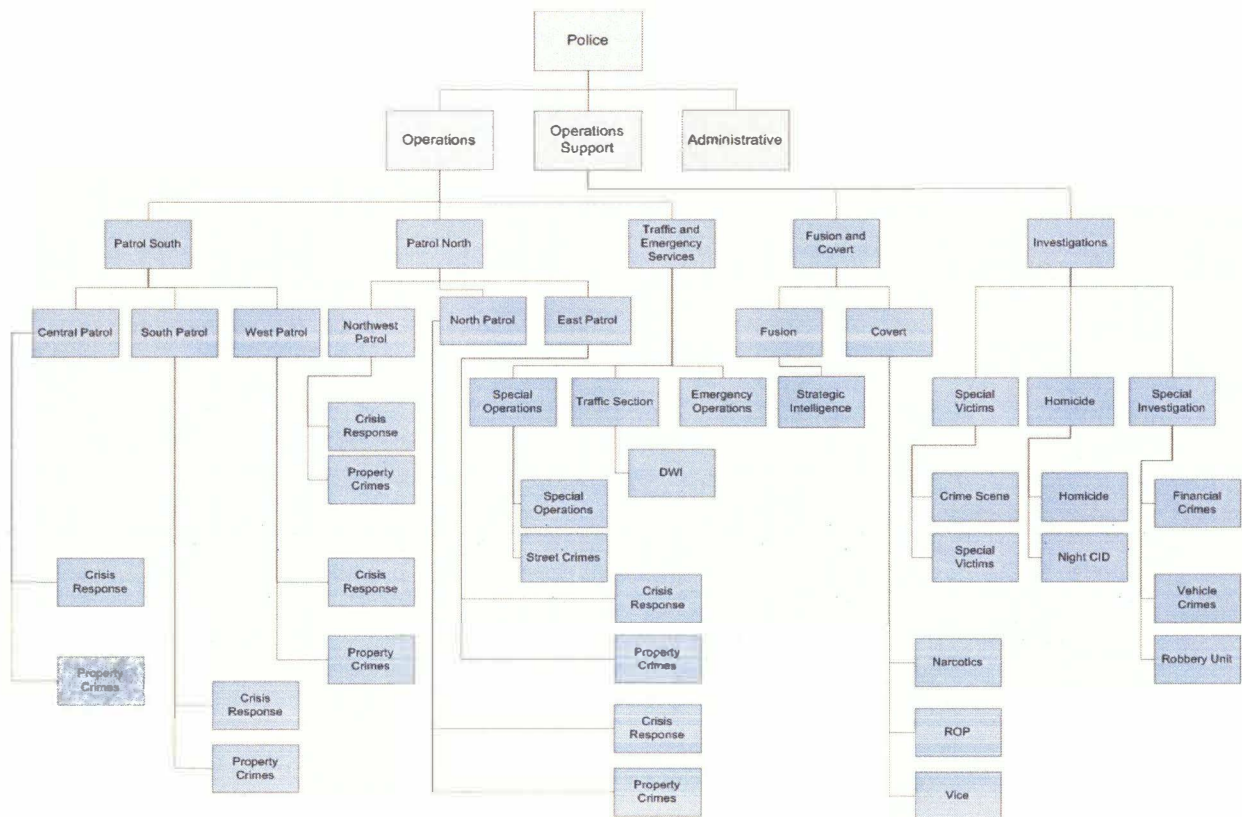 Police
Operations
Operations
Support
Administrative
Patrol South
Patrol North
Traffic and
Emergency
Services
Fusion and
Covert
Investigations
Central Patrol
South Patrol
West Patrol
Northwest
Patrol
North Patrol
East Patrol
Fusion
Covert
Special
Operations
Traffic Section
Emergency
Operations
Strategic
Intelligence
Special
Victims
Homicide
Special
Investigation
Crisis
Response
Property
Crimes
DWI
Special
Operations
Street Crimes
Crime Scene
Homicide
Financial
Crimes
Special
Victims
Night CID
Crisis
Response
Crisis
Response
Crisis
Response
Vehicle
Crimes
Property
Crimes
Property
Crimes
Property
Crimes
Narcotics
Robbery Unit
Crisis
Response
Crisis
Response
ROP
Property
Crimes
Property
Crimes
Vice